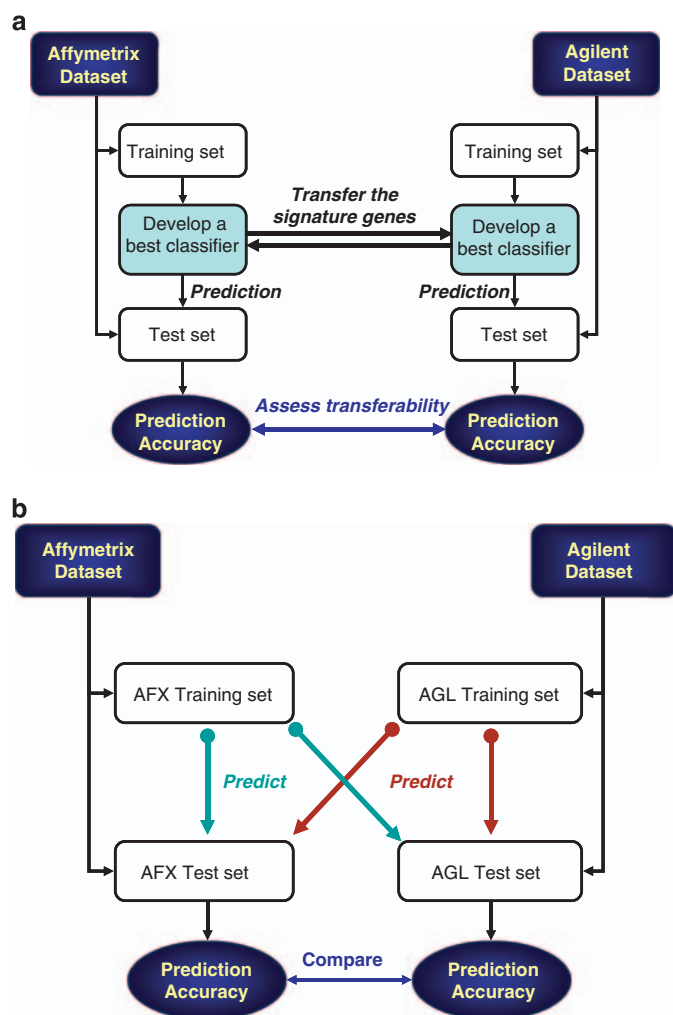 a
Affymetrix
Dataset
Agilent
Dataset
Training set
Training set
Transfer the
signature genes
Develop a
best classifier
Develop a
best classifier
Prediction
Prediction
Test set
Test set
Assess transferability
Prediction
Accuracy
Prediction
Accuracy
b
Affymetrix
Dataset
Agilent
Dataset
AFX Training set
AGL Training set
Predict
Predict
AFX Test set
AGL Test set
Compare
Prediction
Accuracy
Prediction
Accuracy